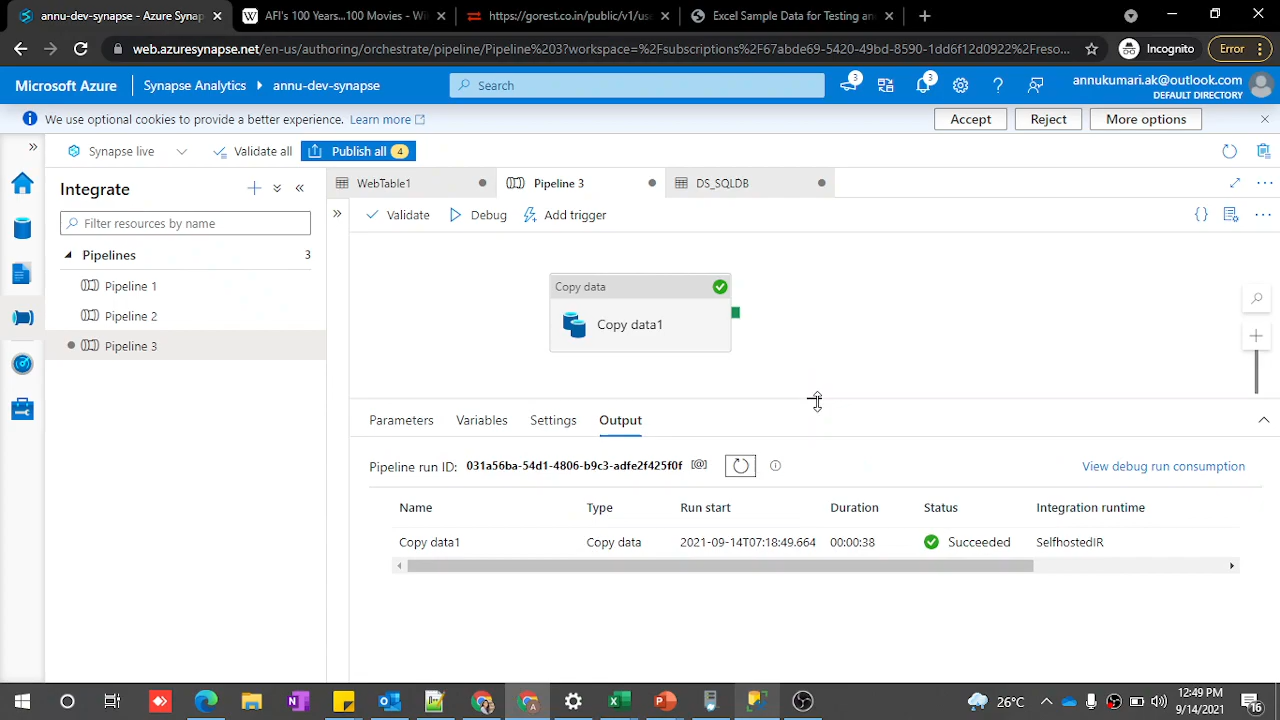 annu-dev-synapse - Azure Synaps
AFI's 100 Years...100 Movies - Wi
https://gorest.co.in/public/v1/use
Excel Sample Data for Testing an
web.azuresynapse.net/en-us/authoring/orchestrate/pipeline/Pipeline%203?workspace=%2Fsubscriptions%2F67abde69-5420-49bd-8590-1dd6f12d0922%2Freso...
Incognito
Error
Microsoft Azure
Synapse Analytics
annu-dev-synapse
Search
3
3
annukumari.ak@outlook.com
DEFAULT DIRECTORY
We use optional cookies to provide a better experience. Learn more
Accept
Reject
More options
Synapse live
Validate all
Publish all 4
Integrate
WebTable1
Pipeline 3
DS_SQLDB
Filter resources by name
Validate
Debug
Add trigger
Pipelines 3
Pipeline 1
Pipeline 2
Pipeline 3
Copy data
Copy data1
Parameters
Variables
Settings
Output
Pipeline run ID: 031a56ba-54d1-4806-b9c3-adfe2f425f0f [@]
View debug run consumption
Name Type Run start Duration Status Integration runtime
Copy data1 Copy data 2021-09-14T07:18:49.664 00:00:38 Succeeded SelfhostedIR
26°C
12:49 PM
9/14/2021
16